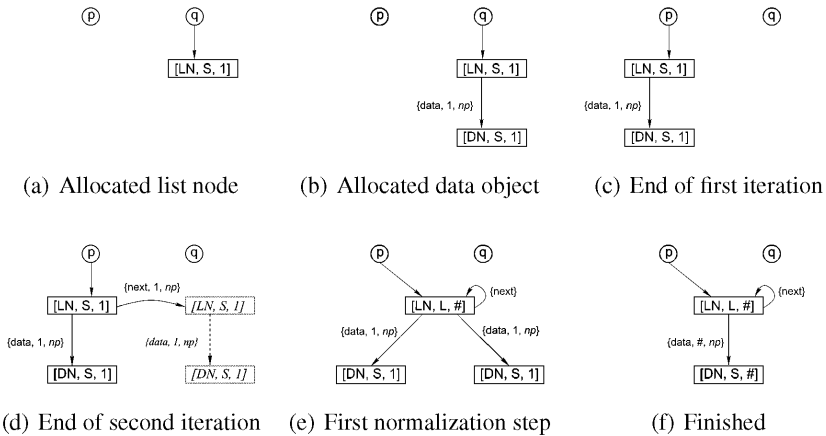 p q p q p q
[LN, S, 1] [LN, S, 1] [LN, S, 1]
{data, 1, np} {data, 1, np}
[DN, S, 1] [DN, S, 1]
(a) Allocated list node (b) Allocated data object (c) End of first iteration
p q p q p q
{next, 1, np} {next} {next}
[LN, S, 1] [LN, S, 1] [LN, L, #] [LN, L, #]
{data, 1, np} {data, 1, np} {data, 1, np} {data, 1, np} {data, #, np}
[DN, S, 1] [DN, S, 1] [DN, S, 1] [DN, S, 1] [DN, S, #]
(d) End of second iteration (e) First normalization step (f) Finished